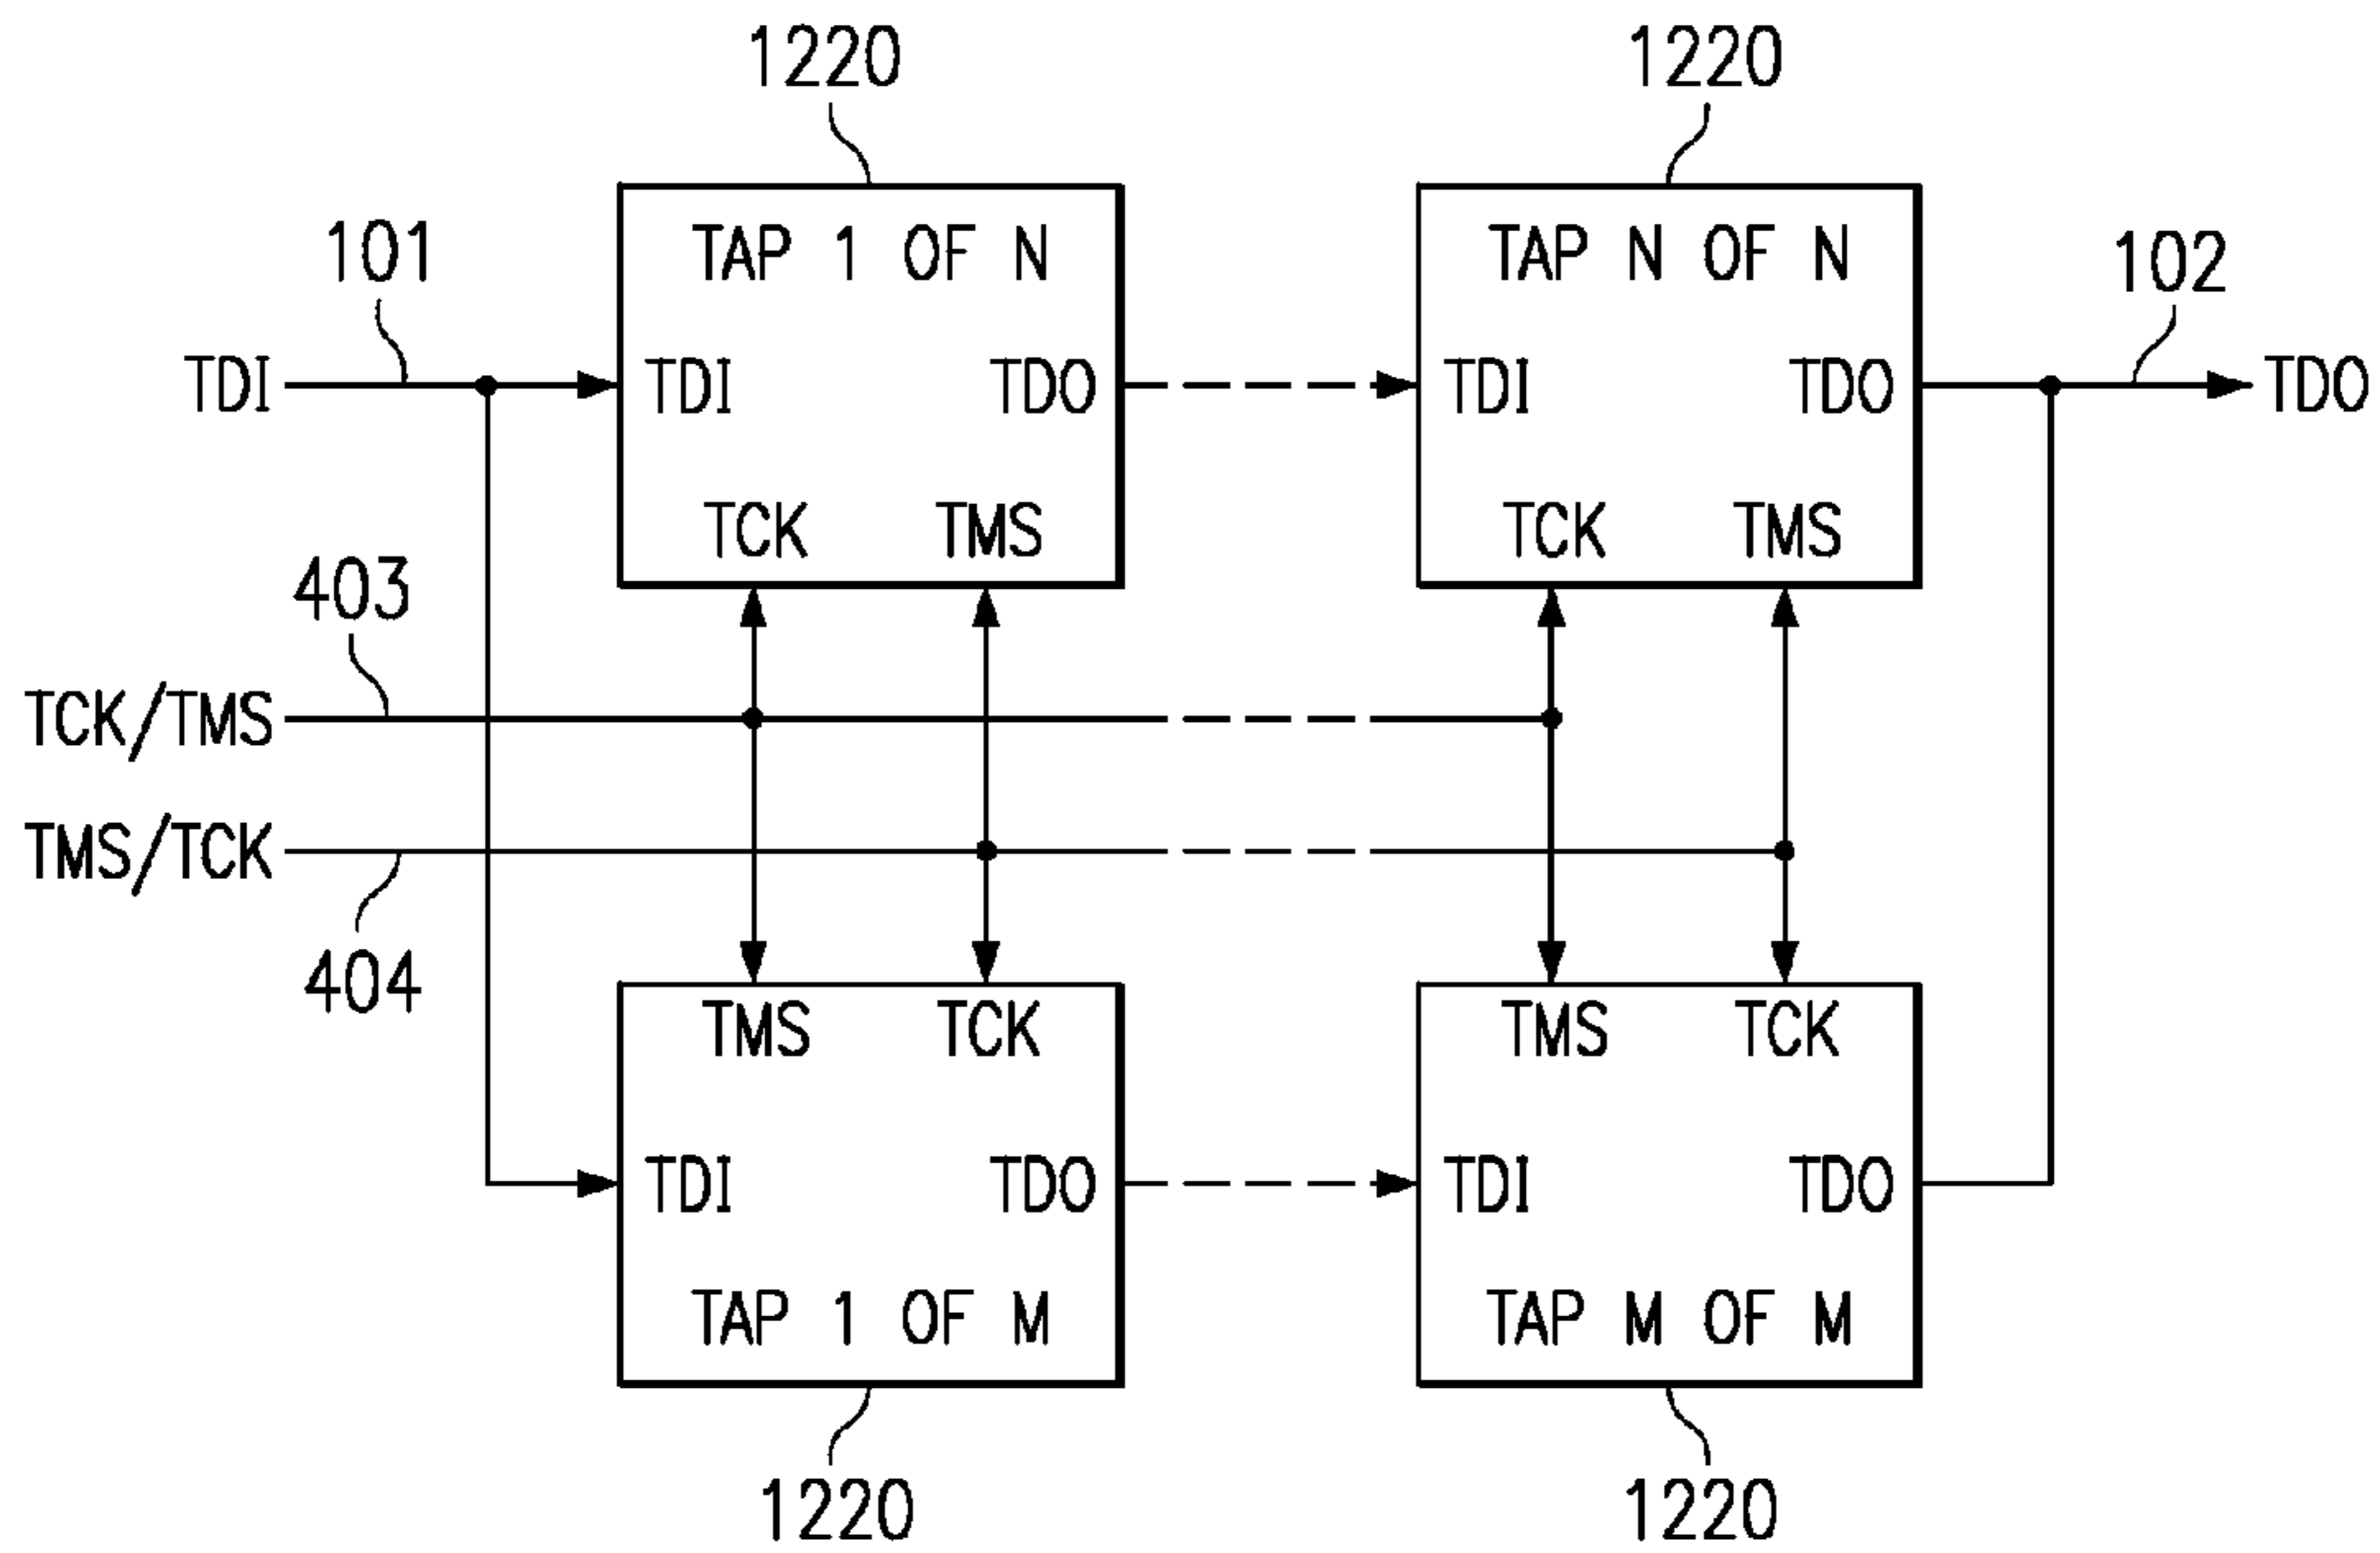 1220 1220
101 TAP 1 OF N TAP N OF N 102
TDI TDI TDO TDI TDO TDO
TCK TMS TCK TMS
403
TCK/TMS
TMS/TCK
404 TMS TCK TMS TCK
TDI TDO TDI TDO
TAP 1 OF M TAP M OF M
1220 1220